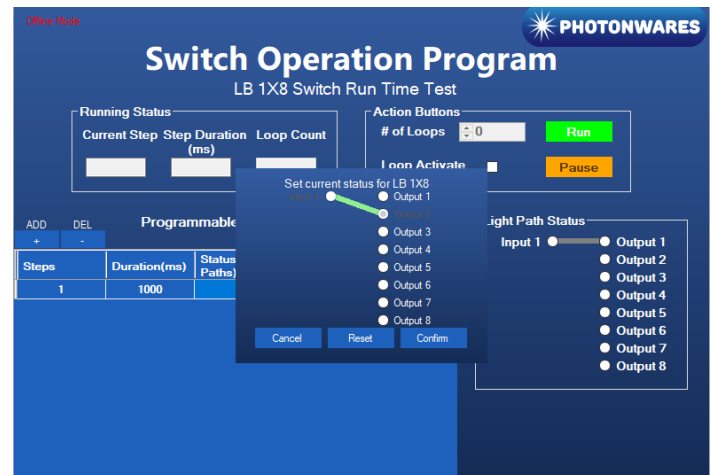 Offline Mode
PHOTONWARES
Switch Operation Program
LB 1X8 Switch Run Time Test
Running Status
Current Step Step Duration (ms) Loop Count
Action Buttons
# of Loops 0 Run
Loop Activate Pause
Set current status for LB 1X8
Input 1 Output 1
Output 2
Output 3
Output 4
Output 5
Output 6
Output 7
Output 8
Cancel Reset Confirm
ADD DEL Programmable
+ -
Steps Duration(ms) Status Paths)
1 1000
Light Path Status
Input 1 Output 1
Output 2
Output 3
Output 4
Output 5
Output 6
Output 7
Output 8